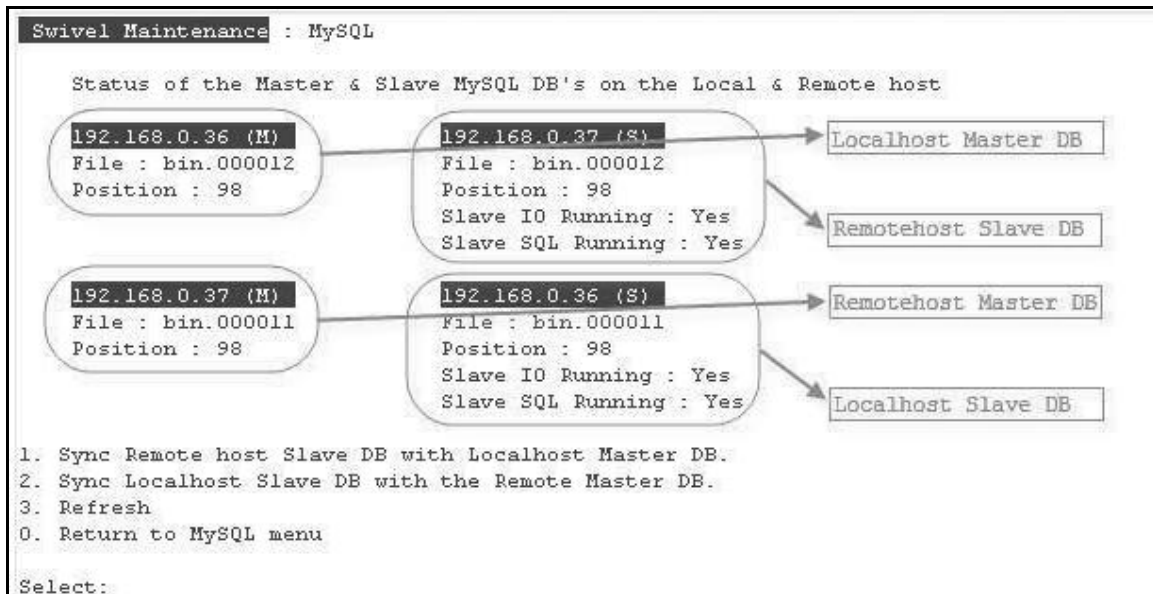 Swivel Maintenance : MySQL
Status of the Master & Slave MySQL DB's on the Local & Remote host
192.168.0.36 (M)
File : bin.000012
Position : 98
192.168.0.37 (S)
File : bin.000012
Position : 98
Slave IO Running : Yes
Slave SQL Running : Yes
Localhost Master DB
Remotehost Slave DB
192.168.0.37 (M)
File : bin.000011
Position : 98
192.168.0.36 (S)
File : bin.000011
Position : 98
Slave IO Running : Yes
Slave SQL Running : Yes
Remotehost Master DB
Localhost Slave DB
1. Sync Remote host Slave DB with Localhost Master DB.
2. Sync Localhost Slave DB with the Remote Master DB.
3. Refresh
0. Return to MySQL menu
Select: